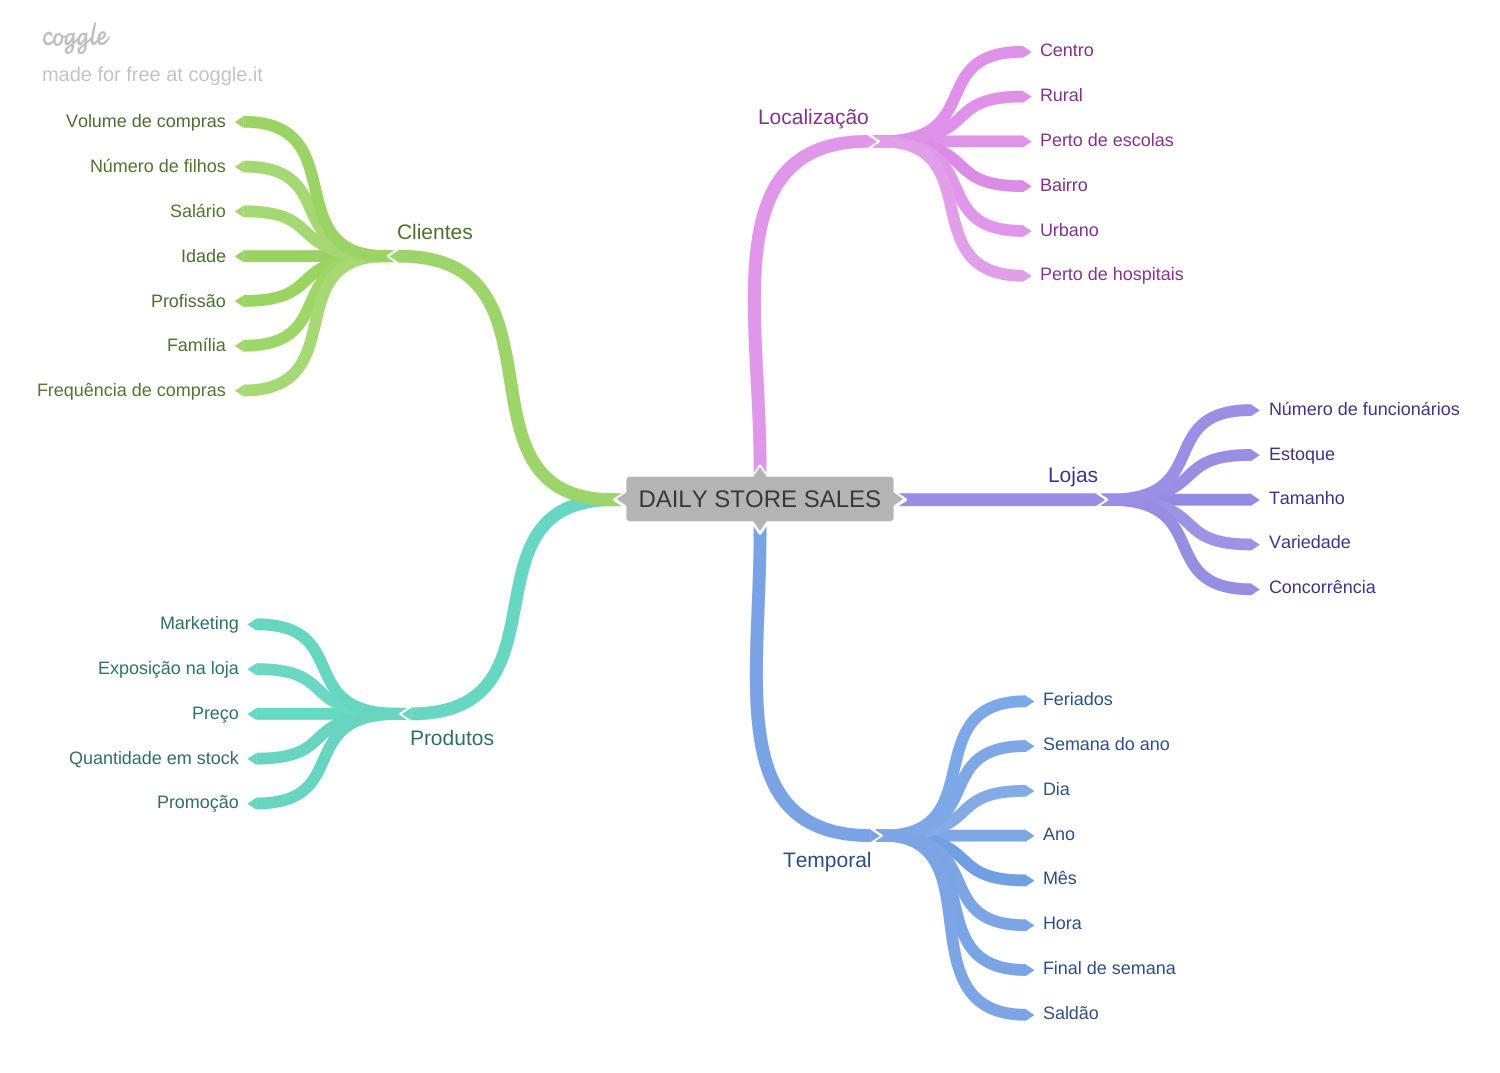 coggle
made for free at coggle.it
Volume de compras
Número de filhos
Salário
Idade
Profissão
Família
Frequência de compras
Clientes
Localização
Centro
Rural
Perto de escolas
Bairro
Urbano
Perto de hospitais
DAILY STORE SALES
Lojas
Número de funcionários
Estoque
Tamanho
Variedade
Concorrência
Marketing
Exposição na loja
Preço
Quantidade em stock
Promoção
Produtos
Temporal
Feriados
Semana do ano
Dia
Ano
Mês
Hora
Final de semana
Saldão